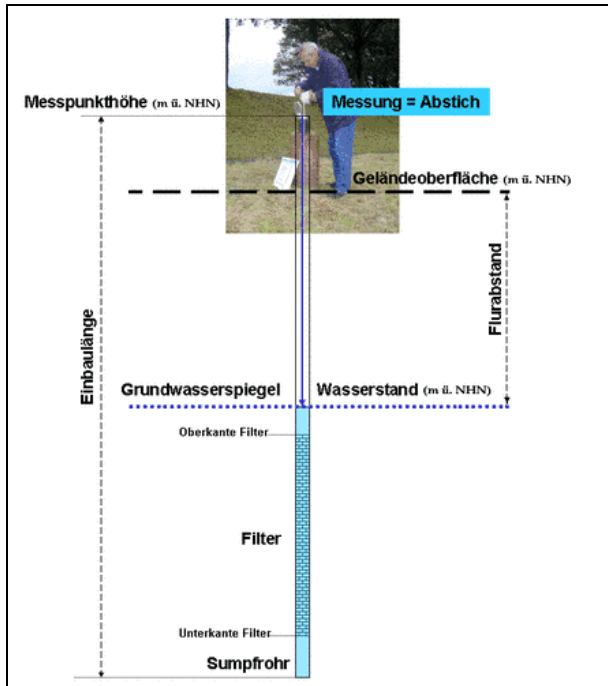 Messpunkthöhe (m ü. NHN)
Messung = Abstich
Geländeoberfläche (m ü. NHN)
Flurabstand
Einbaulänge
Grundwasserspiegel
Wasserstand (m ü. NHN)
Oberkante Filter
Filter
Unterkante Filter
Sumpfrohr